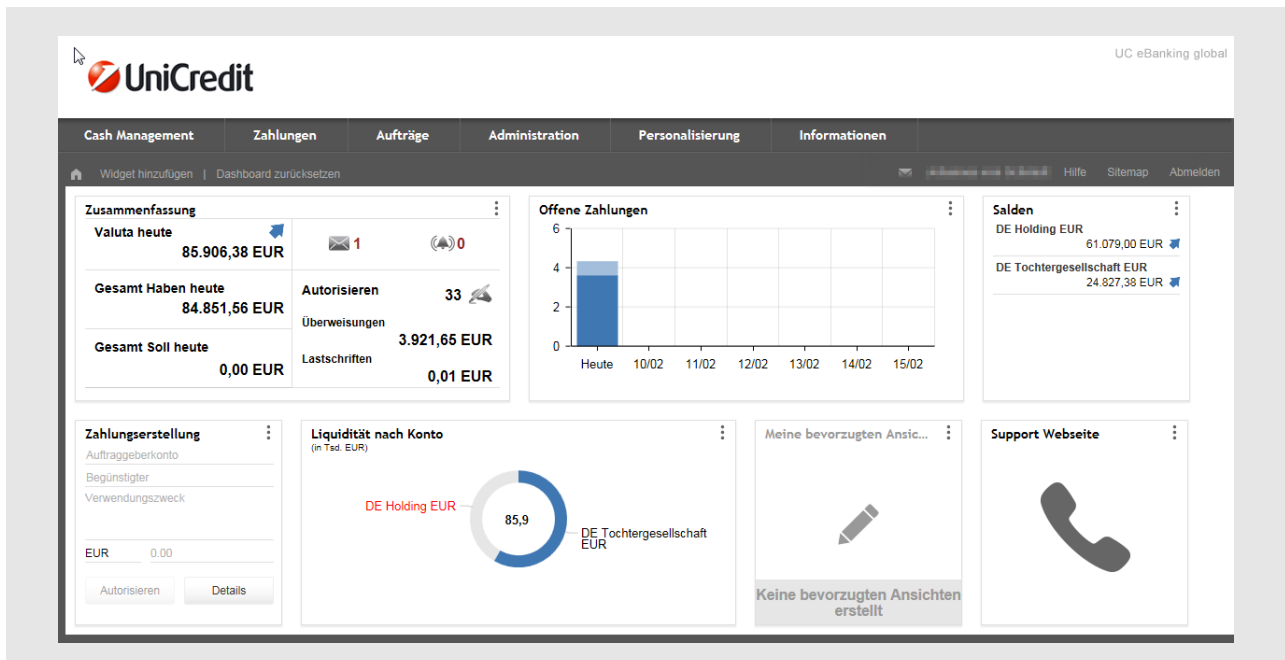 UC eBanking global
UniCredit
Cash Management Zahlungen Aufträge Administration Personalisierung Informationen
Widget hinzufügen | Dashboard zurücksetzen Hilfe Sitemap Abmelden
Zusammenfassung
Valuta heute
85.906,38 EUR
1 0
Gesamt Haben heute
84.851,56 EUR
Autorisieren 33
Überweisungen
3.921,65 EUR
Gesamt Soll heute
0,00 EUR
Lastschriften
0,01 EUR
Offene Zahlungen
6
4
2
0
Heute 10/02 11/02 12/02 13/02 14/02 15/02
Salden
DE Holding EUR
61.079,00 EUR
DE Tochtergesellschaft EUR
24.827,38 EUR
Zahlungserstellung
Auftraggeberkonto
Begünstigter
Verwendungszweck
EUR 0.00
Autorisieren Details
Liquidität nach Konto
(in Tsd. EUR)
DE Holding EUR
85,9
DE Tochtergesellschaft
EUR
Meine bevorzugten Ansic...
Keine bevorzugten Ansichten
erstellt
Support Webseite